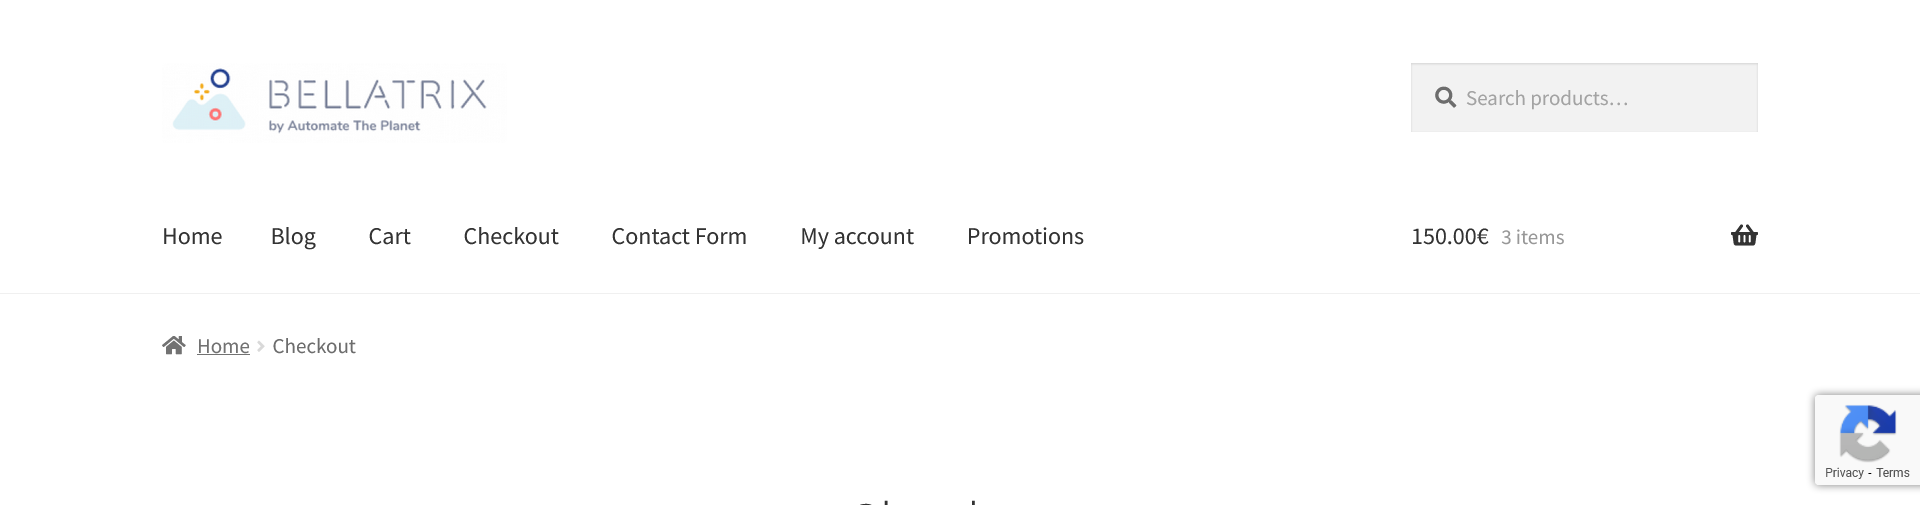 BELLATRIX
by Automate The Planet
Search products…
Home Blog Cart Checkout Contact Form My account Promotions 150.00€ 3 items
Home Checkout
Privacy - Terms